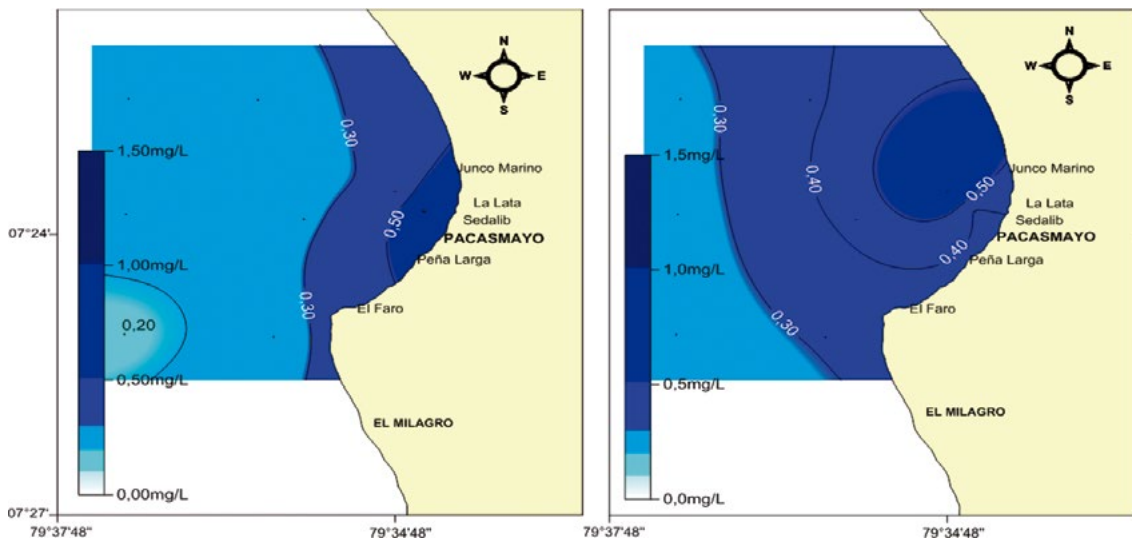 N
W E
S
0,30
1,50mg/L
Junco Marino
La Lata
Sedalib
0,50
07°24'
PACASMAYO
Peña Larga
1,00mg/L
0,30
El Faro
0,20
0,50mg/L
EL MILAGRO
0,00mg/L
07°27'
79°37'48"
79°34'48"
N
W E
S
0,30
1,5mg/L
Junco Marino
0,40
0,50
La Lata
Sedalib
PACASMAYO
0,40
Peña Larga
1,0mg/L
El Faro
0,30
0,5mg/L
EL MILAGRO
0,0mg/L
79°37'48"
79°34'48"